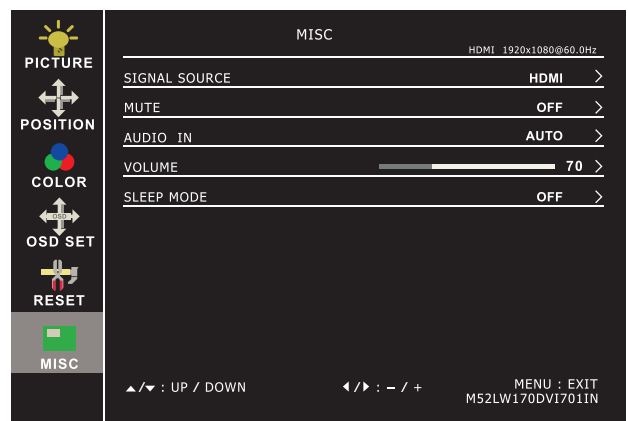 MISC
HDMI 1920x1080@60.0Hz
PICTURE
POSITION
COLOR
OSD
OSD SET
RESET
MISC
SIGNAL SOURCE HDMI >
MUTE OFF >
AUDIO IN AUTO >
VOLUME 70 >
SLEEP MODE OFF >
▲/▼ : UP / DOWN ◀/▶ : – / + MENU : EXIT
M52LW170DVI701IN